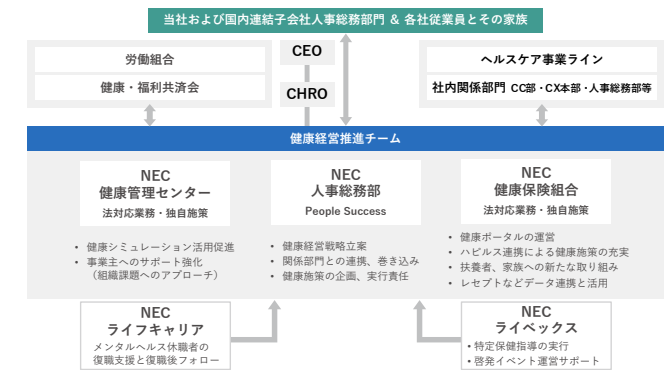 当社および国内連結子会社人事総務部門 & 各社従業員とその家族
労働組合
健康・福利共済会
CEO
CHRO
ヘルスケア事業ライン
社内関係部門 CC部・CX本部・人事総務部等
健康経営推進チーム
NEC
健康管理センター
法対応業務・独自施策
• 健康シミュレーション活用促進
• 事業主へのサポート強化
（組織課題へのアプローチ）
NEC
人事総務部
People Success
• 健康経営戦略立案
• 関係部門との連携、巻き込み
• 健康施策の企画、実行責任
NEC
健康保険組合
法対応業務・独自施策
• 健康ポータルの運営
• ハピルス連携による健康施策の充実
• 扶養者、家族への新たな取り組み
• レセプトなどデータ連携と活用
NEC
ライフキャリア
メンタルヘルス休職者の
復職支援と復職後フォロー
NEC
ライベックス
• 特定保健指導の実行
• 啓発イベント運営サポート